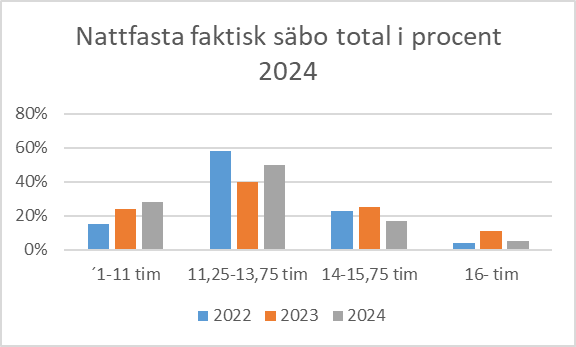 Nattfasta faktisk säbo total i procent
2024
80%
60%
40%
20%
0%
´1-11 tim 11,25-13,75 tim 14-15,75 tim 16- tim
2022 2023 2024